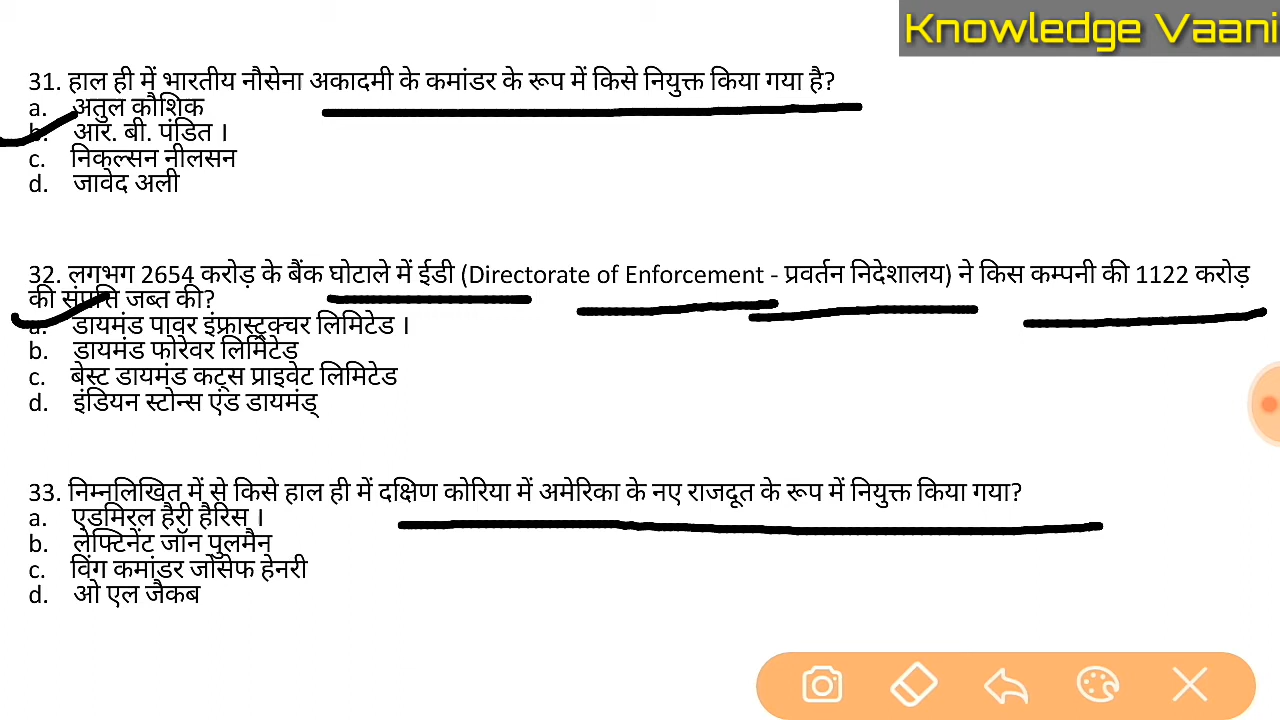 Knowledge Vaani
31. हाल ही में भारतीय नौसेना अकादमी के कमांडर के रूप में किसे नियुक्त किया गया है?
a. अतुल कौशिक
b. आर. बी. पंडित ।
c. निकल्सन नीलसन
d. जावेद अली
32. लगभग 2654 करोड़ के बैंक घोटाले में ईडी (Directorate of Enforcement - प्रवर्तन निदेशालय) ने किस कम्पनी की 1122 करोड़
की संपत्ति जब्त की?
a. डायमंड पावर इंफ्रास्ट्रक्चर लिमिटेड ।
b. डायमंड फोरेवर लिमिटेड
c. बेस्ट डायमंड कट्स प्राइवेट लिमिटेड
d. इंडियन स्टोन्स एंड डायमंड्
33. निम्नलिखित में से किसे हाल ही में दक्षिण कोरिया में अमेरिका के नए राजदूत के रूप में नियुक्त किया गया?
a. एडमिरल हैरी हैरिस ।
b. लेफ्टिनेंट जॉन पुलमैन
c. विंग कमांडर जोसेफ हेनरी
d. ओ एल जैकब